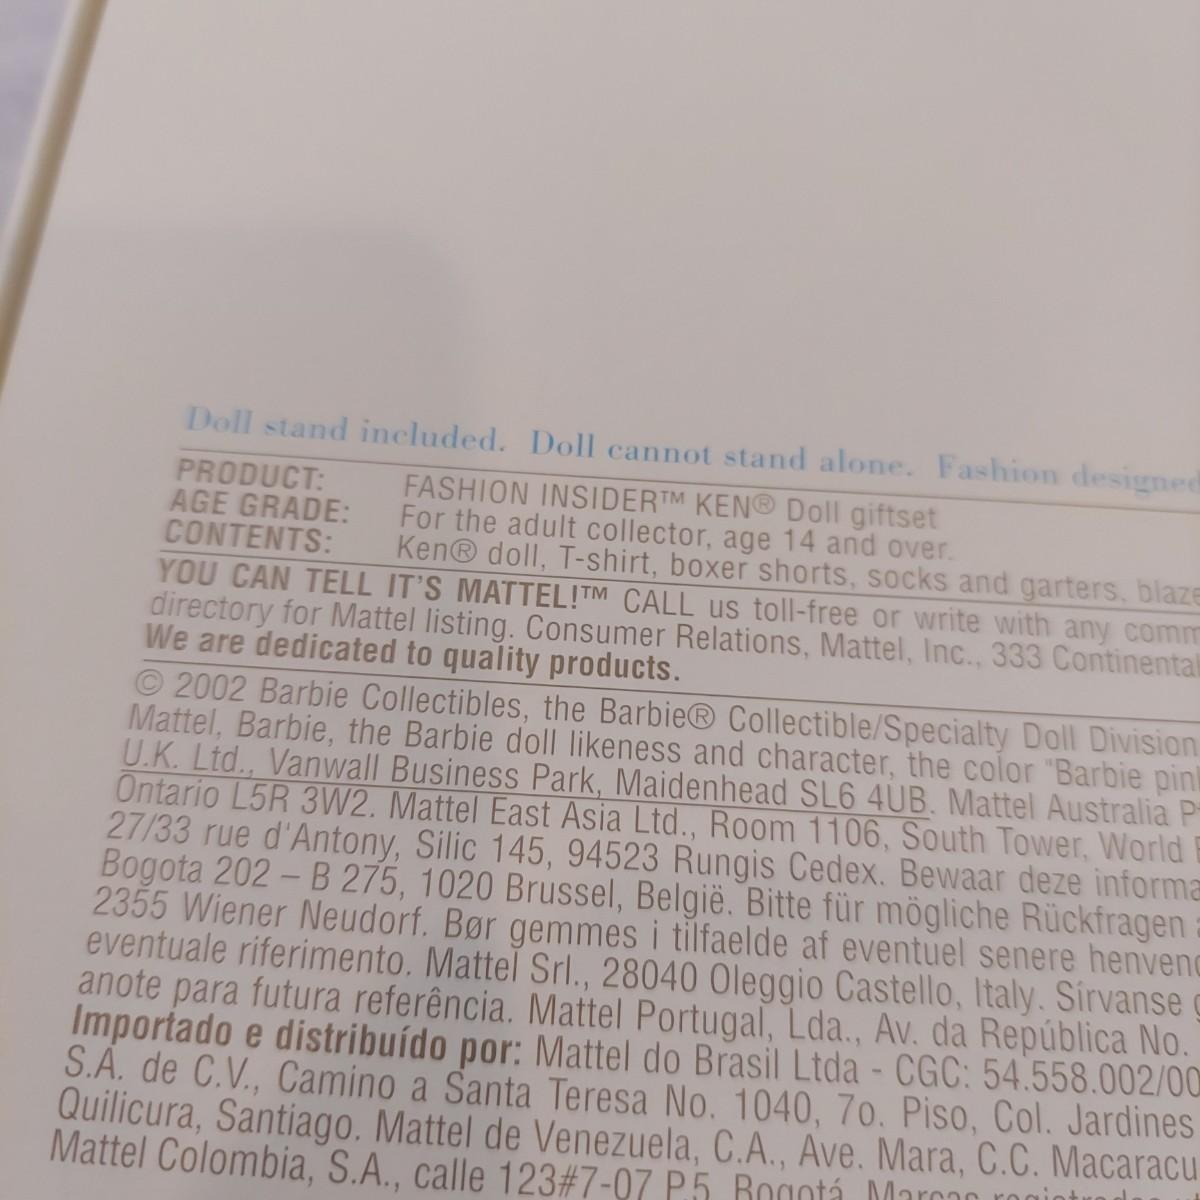 Doll stand included. Doll cannot stand alone. Fashion designed
PRODUCT: FASHION INSIDER™ KEN® Doll giftset
AGE GRADE: For the adult collector, age 14 and over.
CONTENTS: Ken® doll, T-shirt, boxer shorts, socks and garters, blaze
YOU CAN TELL IT'S MATTEL!™ CALL us toll-free or write with any comm
directory for Mattel listing. Consumer Relations, Mattel, Inc., 333 Continental
We are dedicated to quality products.
© 2002 Barbie Collectibles, the Barbie® Collectible/Specialty Doll Division
Mattel, Barbie, the Barbie doll likeness and character, the color "Barbie pin
U.K. Ltd., Vanwall Business Park, Maidenhead SL6 4UB. Mattel Australia P
Ontario L5R 3W2. Mattel East Asia Ltd., Room 1106, South Tower, World
27/33 rue d'Antony, Silic 145, 94523 Rungis Cedex. Bewaar deze informa
Bogota 202 – B 275, 1020 Brussel, België. Bitte für mögliche Rückfragen
2355 Wiener Neudorf. Bør gemmes i tilfaelde af eventuel senere henvend
eventuale riferimento. Mattel Srl., 28040 Oleggio Castello, Italy. Sírvanse
anote para futura referência. Mattel Portugal, Lda., Av. da República No.
Importado e distribuído por: Mattel do Brasil Ltda - CGC: 54.558.002/00
S.A. de C.V., Camino a Santa Teresa No. 1040, 7o. Piso, Col. Jardines
Quilicura, Santiago. Mattel de Venezuela, C.A., Ave. Mara, C.C. Macaracu
Mattel Colombia, S.A., calle 123#7-07 P.5, Bogotá. Marcas